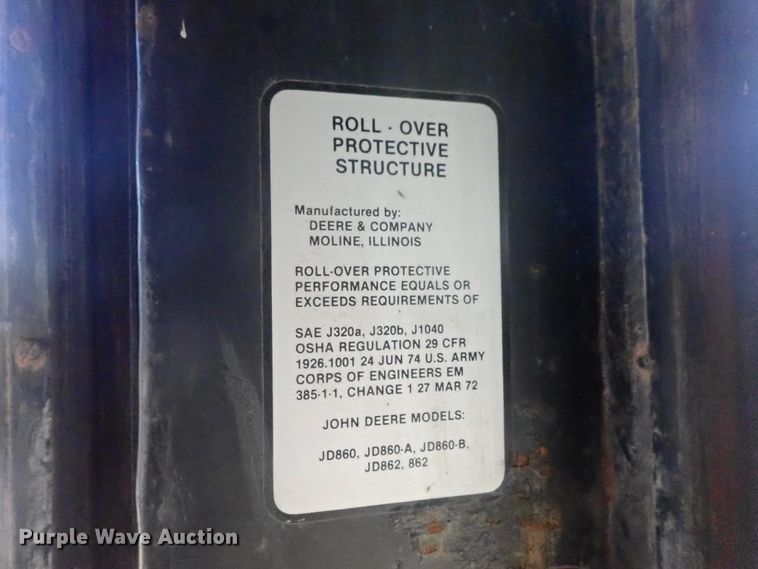 ROLL - OVER
PROTECTIVE
STRUCTURE
Manufactured by:
DEERE & COMPANY
MOLINE, ILLINOIS
ROLL-OVER PROTECTIVE
PERFORMANCE EQUALS OR
EXCEEDS REQUIREMENTS OF
SAE J320a, J320b, J1040
OSHA REGULATION 29 CFR
1926.1001 24 JUN 74 U.S. ARMY
CORPS OF ENGINEERS EM
385-1-1, CHANGE 1 27 MAR 72
JOHN DEERE MODELS:
JD860, JD860-A, JD860-B,
JD862, 862
Purple Wave Auction®